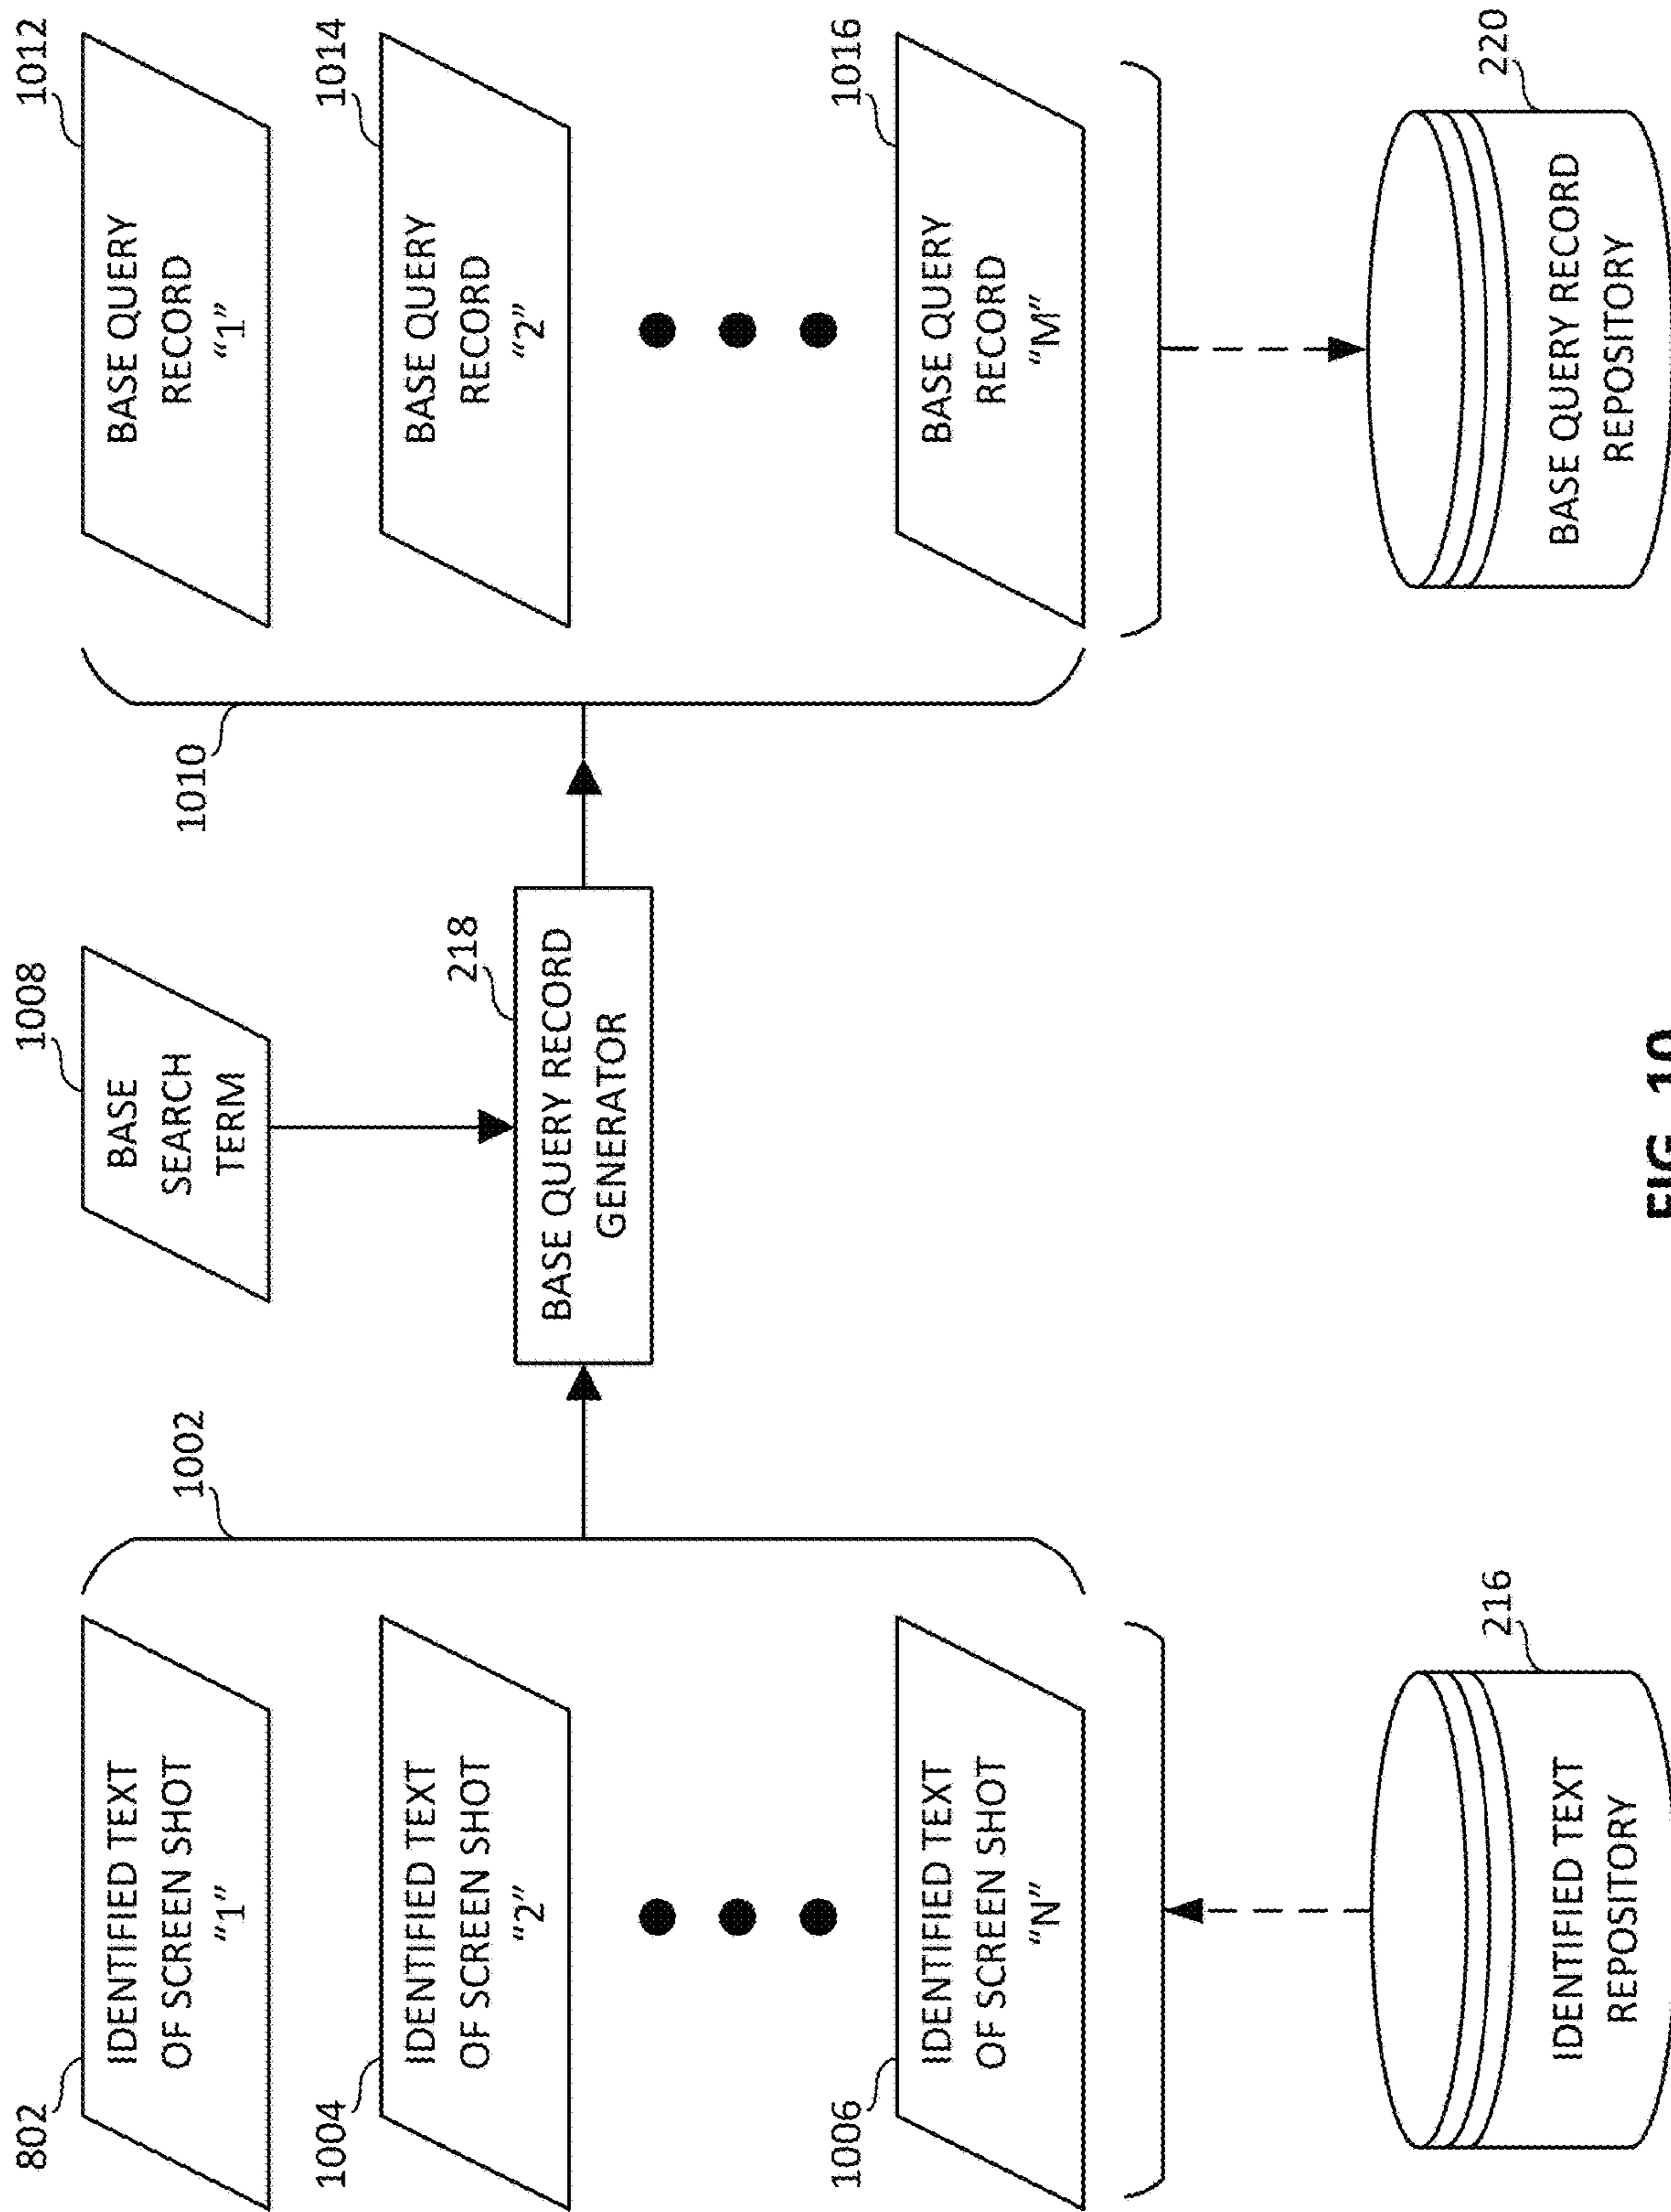 802
IDENTIFIED TEXT
OF SCREEN SHOT
“1”
1004
IDENTIFIED TEXT
OF SCREEN SHOT
“2”
1006
IDENTIFIED TEXT
OF SCREEN SHOT
“N”
216
IDENTIFIED TEXT
REPOSITORY
1002
1008
BASE
SEARCH
TERM
218
BASE QUERY RECORD
GENERATOR
1010
1012
BASE QUERY
RECORD
“1”
1014
BASE QUERY
RECORD
“2”
1016
BASE QUERY
RECORD
“M”
220
BASE QUERY RECORD
REPOSITORY
FIG. 10